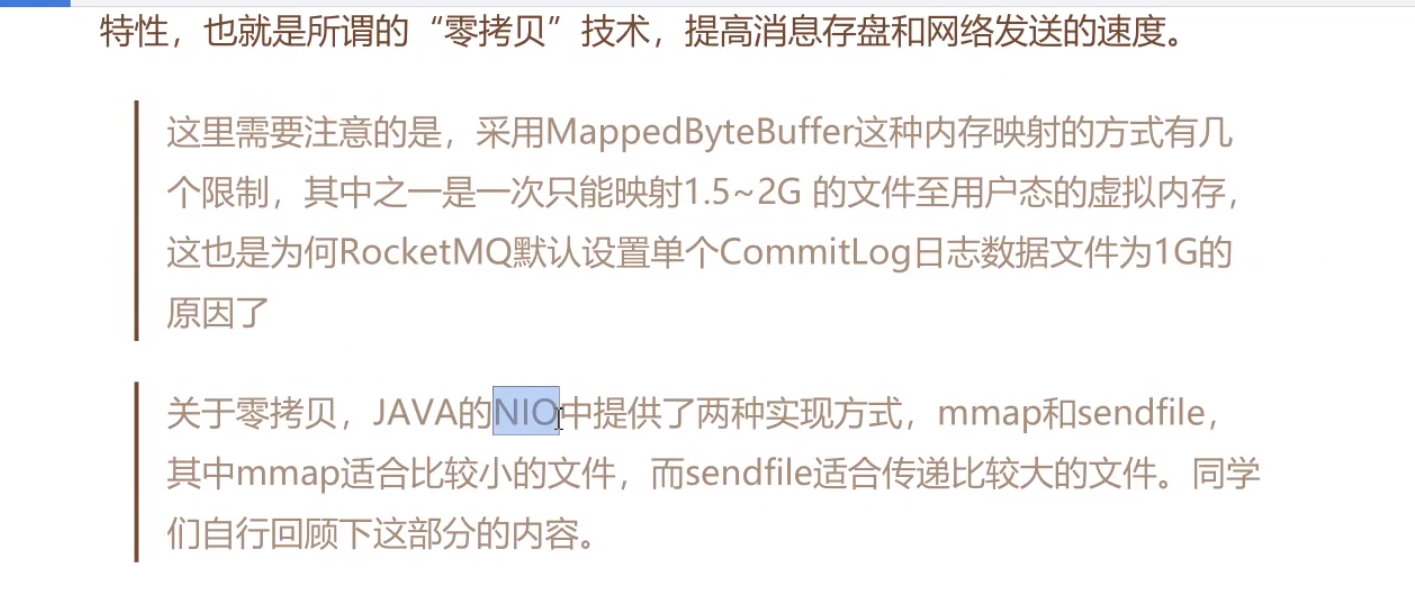 特性，也就是所谓的“零拷贝”技术，提高消息存盘和网络发送的速度。
这里需要注意的是，采用MappedByteBuffer这种内存映射的方式有几
个限制，其中之一是一次只能映射1.5~2G 的文件至用户态的虚拟内存，
这也是为何RocketMQ默认设置单个CommitLog日志数据文件为1G的
原因了
关于零拷贝，JAVA的NIO中提供了两种实现方式，mmap和sendfile，
其中mmap适合比较小的文件，而sendfile适合传递比较大的文件。同学
们自行回顾下这部分的内容。